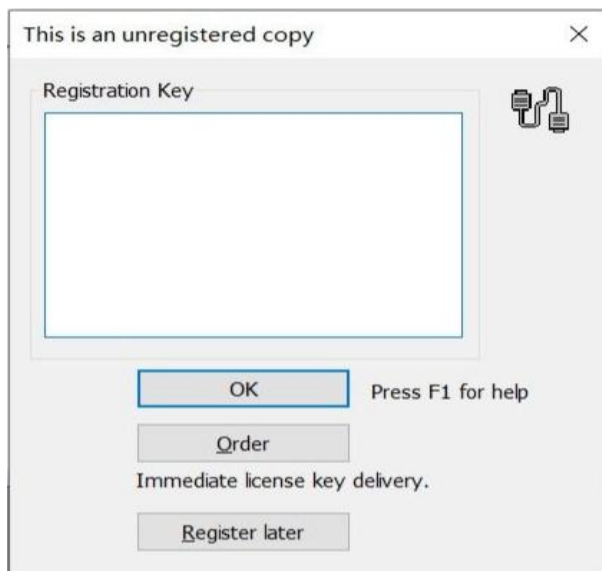 This is an unregistered copy
Registration Key
OK
Press F1 for help
Order
Immediate license key delivery.
Register later